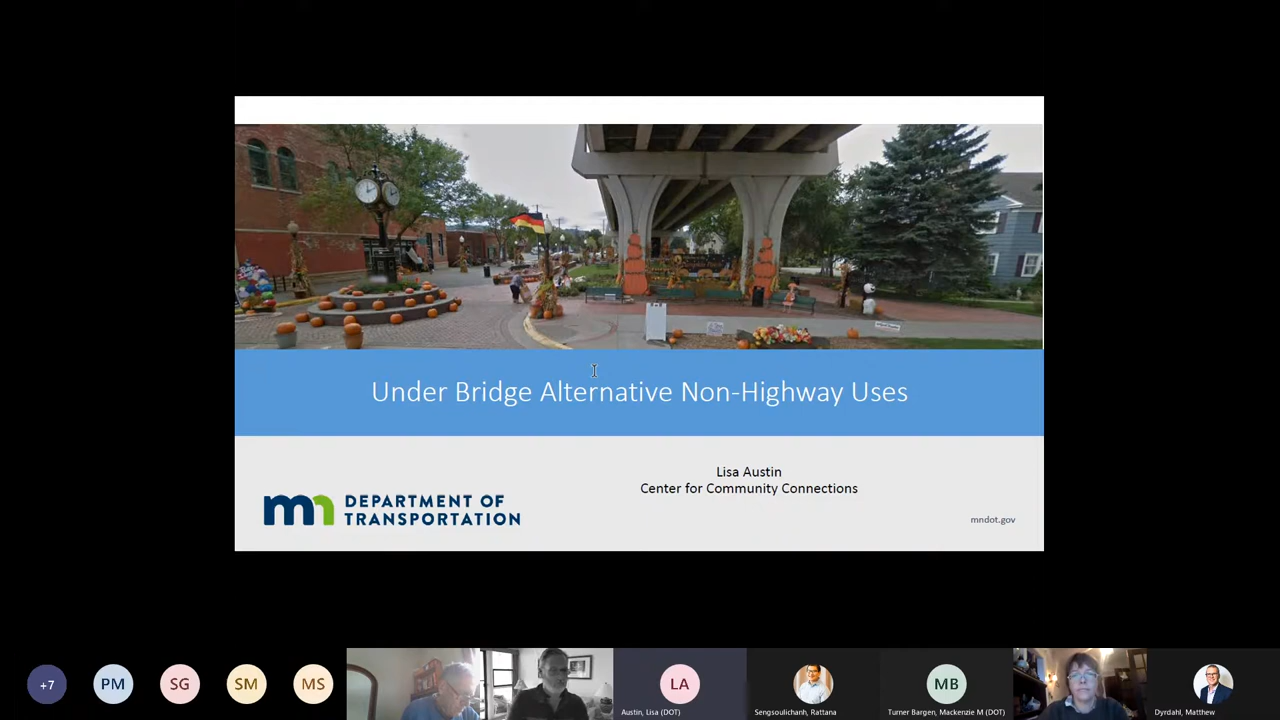 Under Bridge Alternative Non-Highway Uses
Lisa Austin
Center for Community Connections
mn DEPARTMENT OF
TRANSPORTATION
mndot.gov
+7
PM
SG
SM
MS
LA
MB
Austin, Lisa (DOT)
Sengsoulichanh, Rattana
Turner Bargen, Mackenzie M (DOT)
Dyrdahl, Matthew